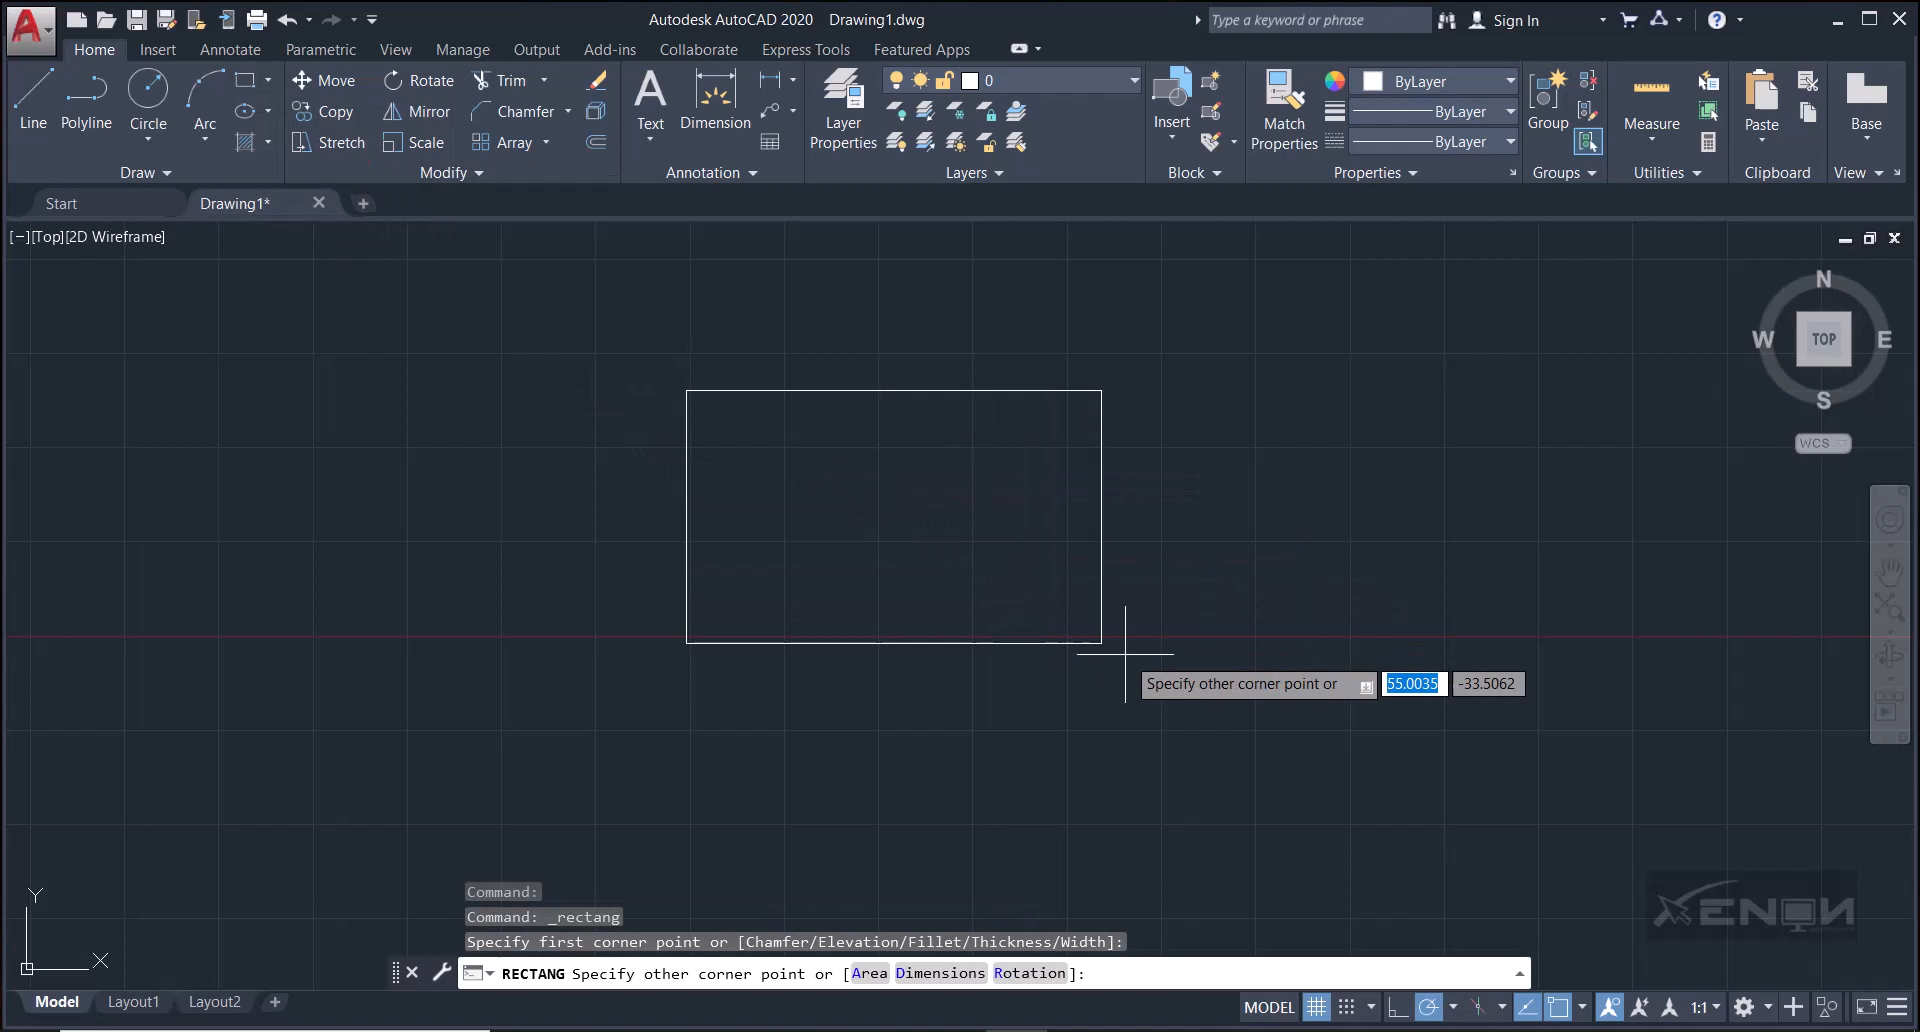 Autodesk AutoCAD 2020 Drawing1.dwg
Type a keyword or phrase
Sign In
Home Insert Annotate Parametric View Manage Output Add-ins Collaborate Express Tools Featured Apps
Line Polyline Circle Arc
Move Rotate Trim
Copy Mirror Chamfer
Stretch Scale Array
Text Dimension
Layer Properties
0
Insert
Match Properties
ByLayer
ByLayer
ByLayer
Group
Measure
Paste
Base
Draw Modify Annotation Layers Block Properties Groups Utilities Clipboard View
Start Drawing1*
[−][Top][2D Wireframe]
N
W TOP E
S
WCS
Specify other corner point or 55.0035 -33.5062
Y
X
Command:
Command: _rectang
Specify first corner point or [Chamfer/Elevation/Fillet/Thickness/Width]:
RECTANG Specify other corner point or [Area Dimensions Rotation]:
XENON
Model Layout1 Layout2
MODEL 1:1